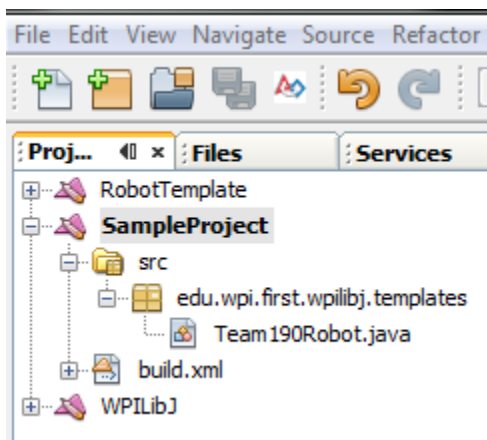 File Edit View Navigate Source Refactor
Proj... Files Services
RobotTemplate
SampleProject
src
edu.wpi.first.wpilibj.templates
Team190Robot.java
build.xml
WPILibJ